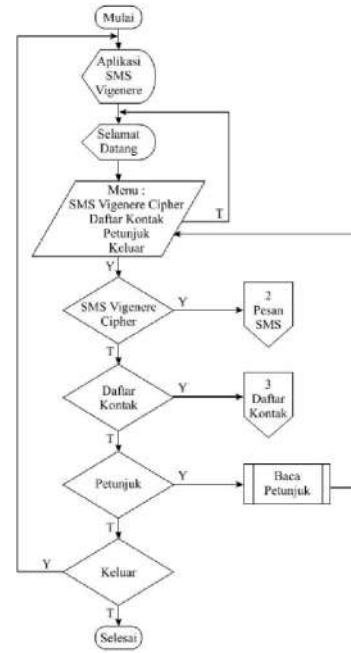 Mulai
Aplikasi
SMS
Vigenere
Selamat
Datang
Menu :
SMS Vigenere Cipher
Daftar Kontak
Petunjuk
Keluar
T
Y
SMS Vigenere
Cipher
Y
2
Pesan
SMS
T
Daftar
Kontak
Y
3
Daftar
Kontak
T
Petunjuk
Y
Baca
Petunjuk
T
Y
Keluar
T
Selesai